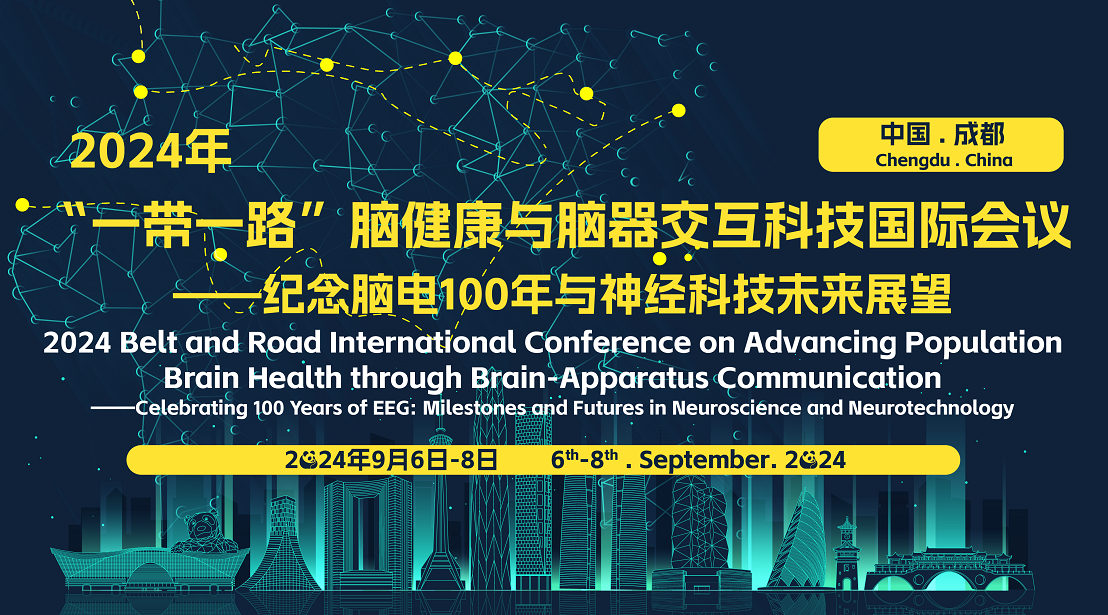 2024年
中国 . 成都
Chengdu . China
“一带一路”脑健康与脑器交互科技国际会议
——纪念脑电100年与神经科技未来展望
2024 Belt and Road International Conference on Advancing Population
Brain Health through Brain-Apparatus Communication
——Celebrating 100 Years of EEG: Milestones and Futures in Neuroscience and Neurotechnology
2024年9月6日-8日 6th-8th . September. 2024